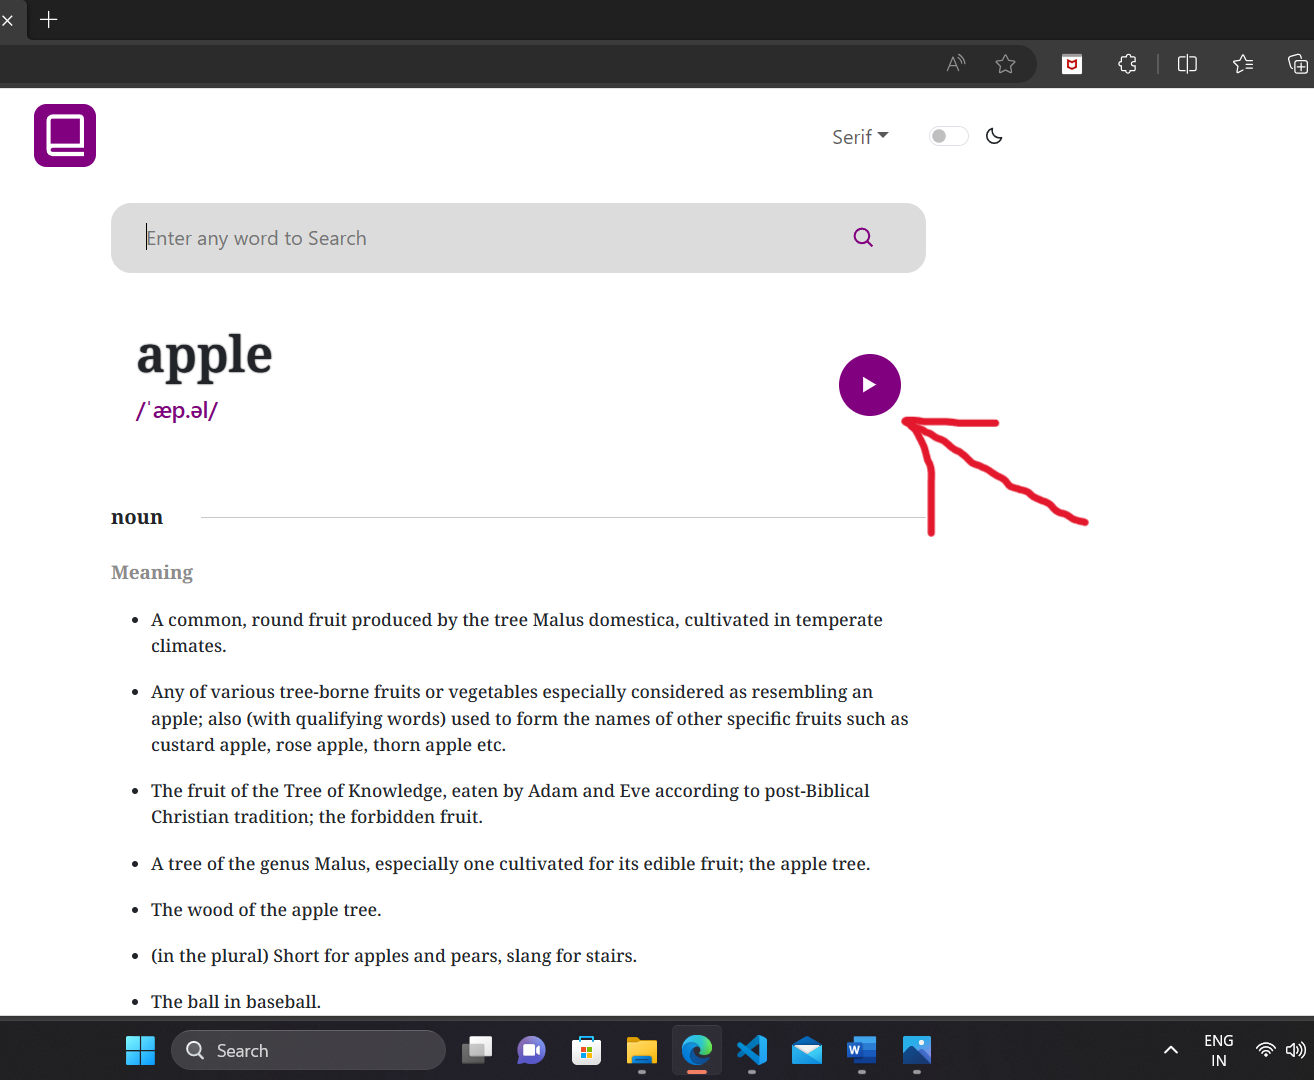 Serif
Enter any word to Search
apple
/ˈæp.əl/
noun
Meaning
A common, round fruit produced by the tree Malus domestica, cultivated in temperate
climates.
Any of various tree-borne fruits or vegetables especially considered as resembling an
apple; also (with qualifying words) used to form the names of other specific fruits such as
custard apple, rose apple, thorn apple etc.
The fruit of the Tree of Knowledge, eaten by Adam and Eve according to post-Biblical
Christian tradition; the forbidden fruit.
A tree of the genus Malus, especially one cultivated for its edible fruit; the apple tree.
The wood of the apple tree.
(in the plural) Short for apples and pears, slang for stairs.
The ball in baseball.
Search
ENG
IN